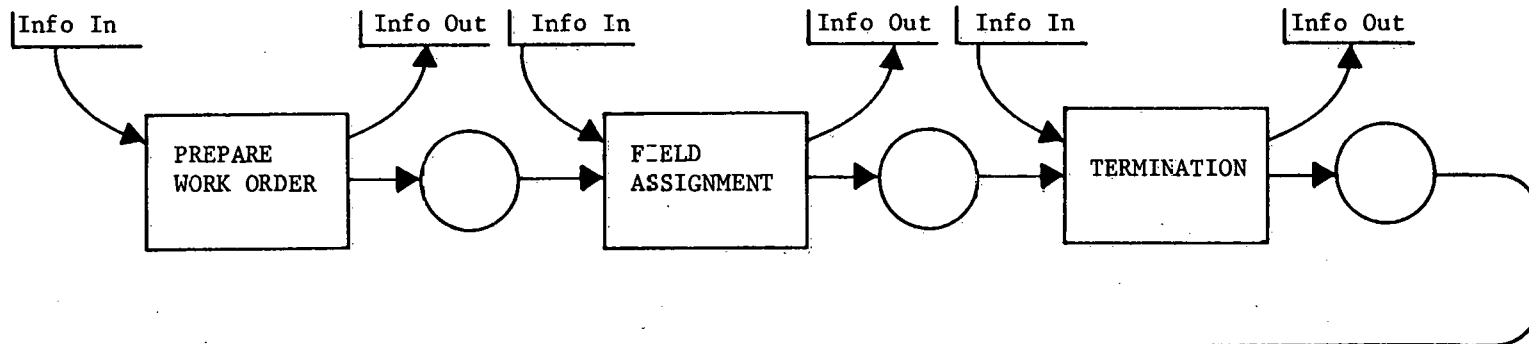 Info In
Info Out
Info In
Info Out
Info In
Info Out
PREPARE
WORK ORDER
FIELD
ASSIGNMENT
TERMINATION